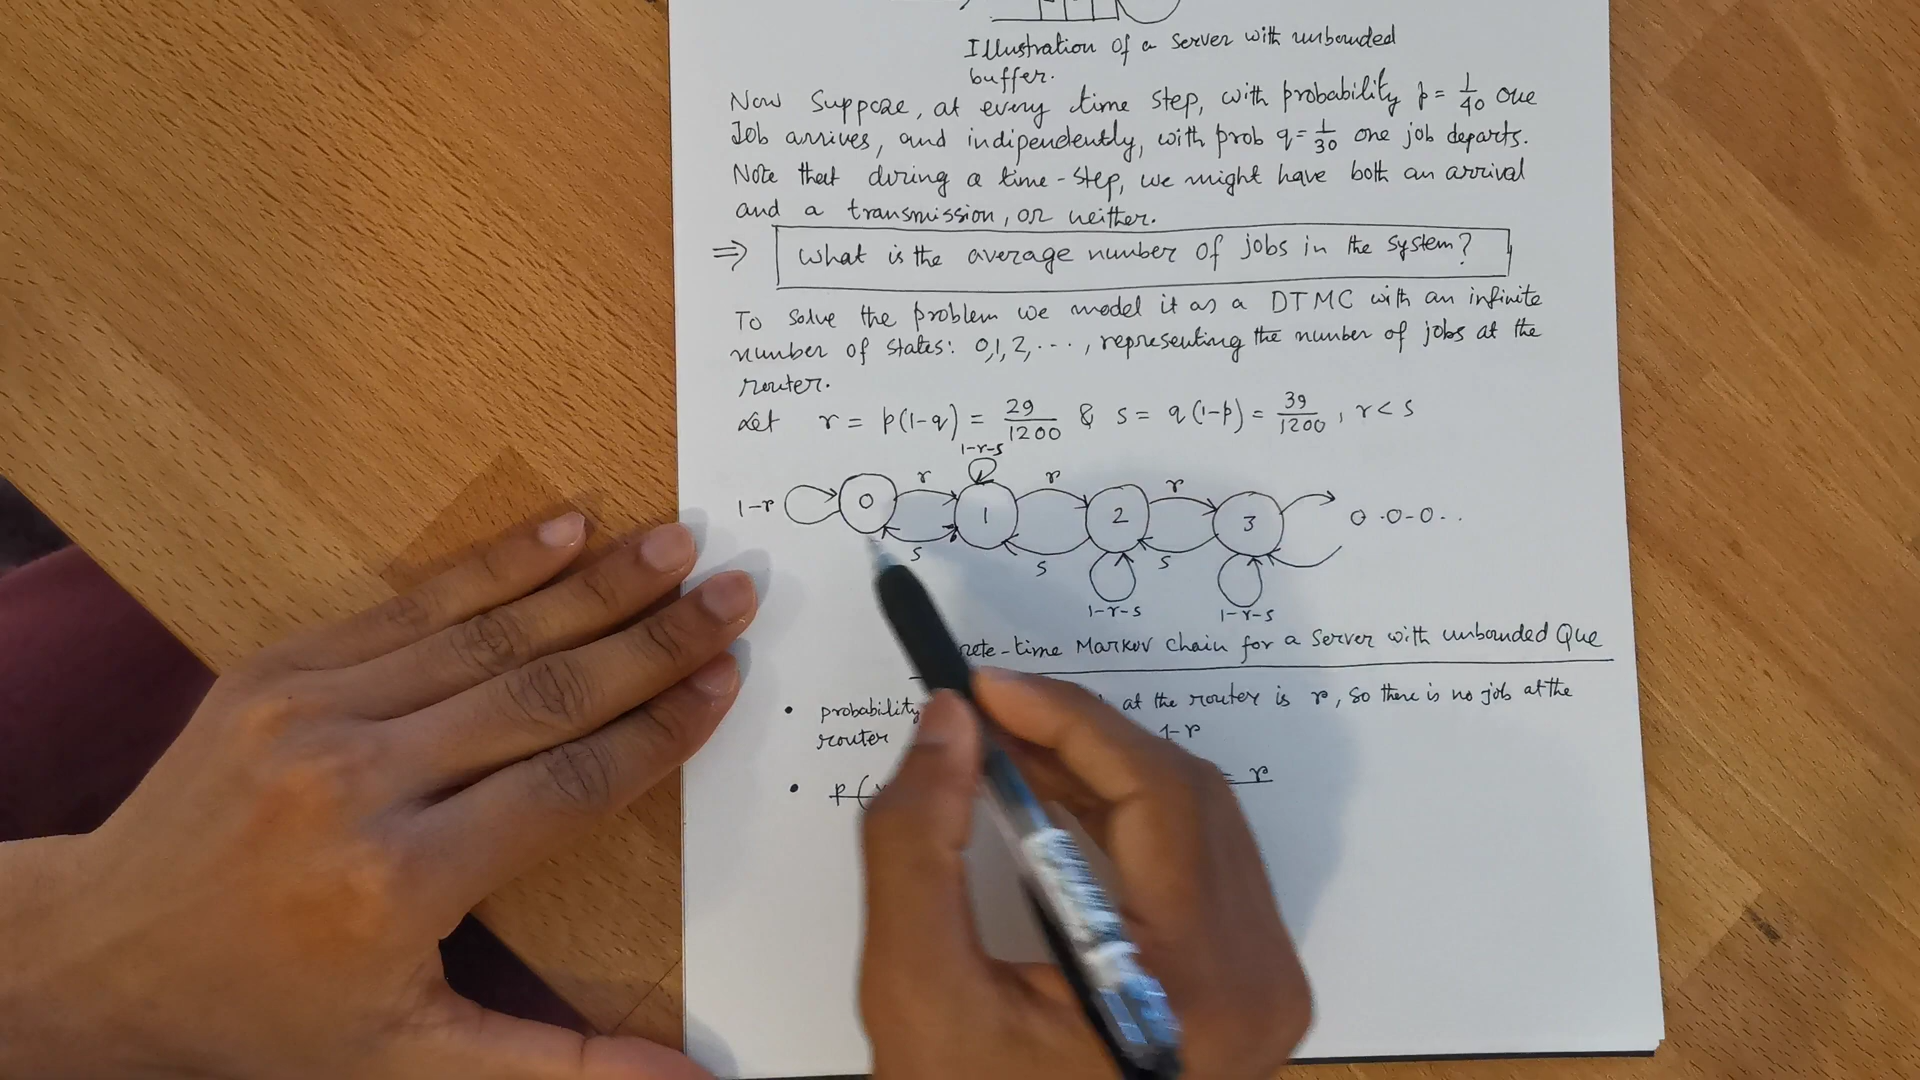 Illustration of a server with unbounded
buffer.
Now Suppose, at every time step, with probability p = 1/40 one
Job arrives, and indipendently, with prob q = 1/30 one job departs.
Note that during a time-step, we might have both an arrival
and a transmission, or neither.
⇒ What is the average number of jobs in the system?
To solve the problem we model it as a DTMC with an infinite
number of states: 0,1,2,..., representing the number of jobs at the
router.
Let r = p(1-q) = 29/1200 & s = q(1-p) = 39/1200, r < s
1-r-s
r r r
1-r 0 1 2 3 0.0-0..
s s s
1-r-s 1-r-s
time Markov chain for a server with unbounded Que
• probability at the router is r, so there is no job at the
router 1-r
• p( = r